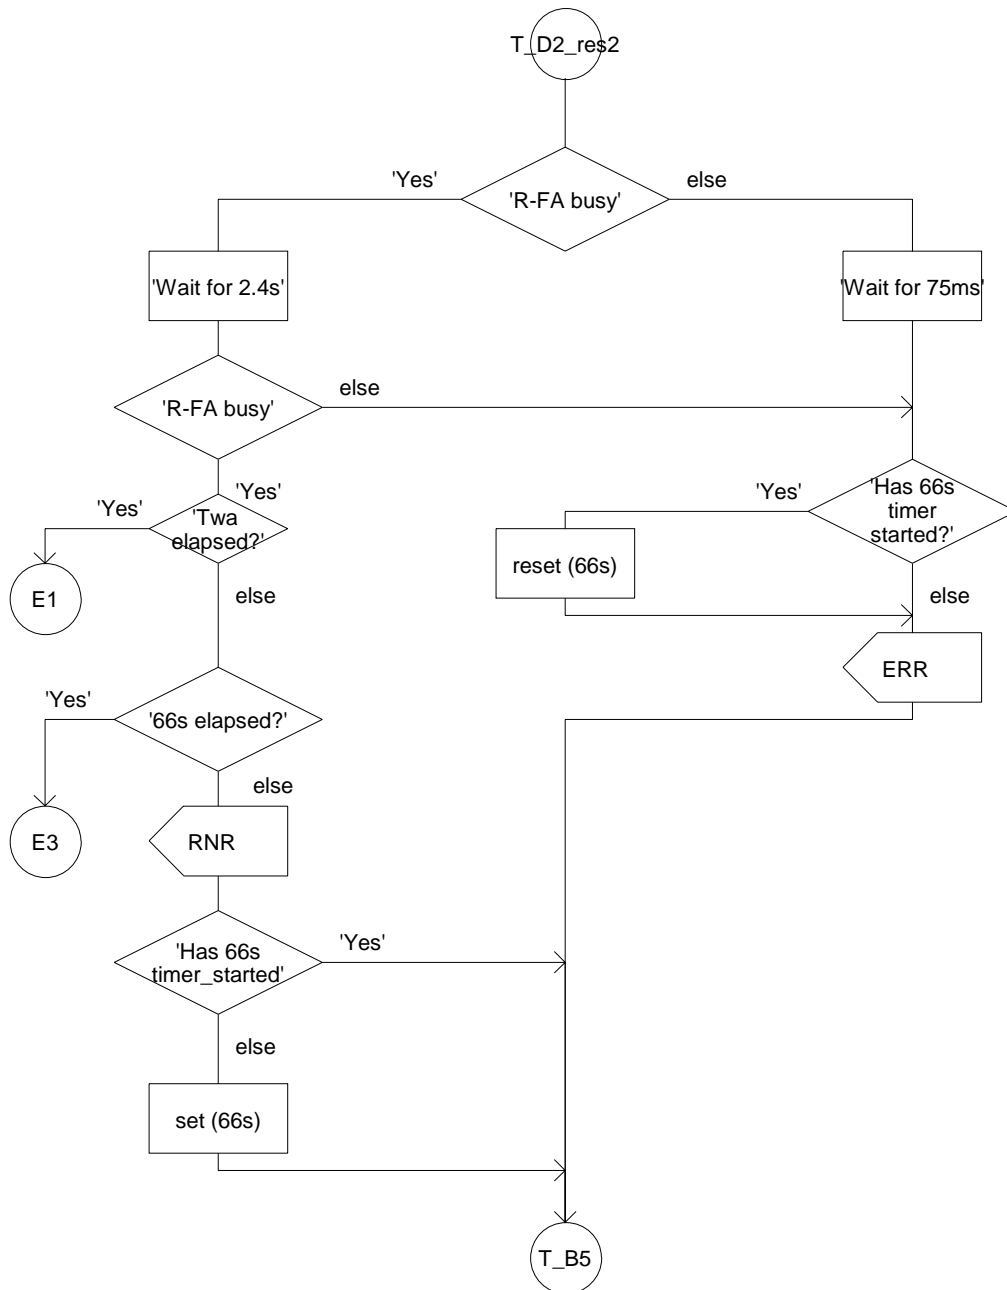 T_D2_res2
'Yes'
else
'R-FA busy'
'Wait for 2.4s'
'Wait for 75ms'
else
'R-FA busy'
'Yes'
'Yes'
'Twa
elapsed?'
'Yes'
'Has 66s
timer
started?'
reset (66s)
E1
else
else
ERR
'Yes'
'66s elapsed?'
else
E3
RNR
'Yes'
'Has 66s
timer_started'
else
set (66s)
T_B5